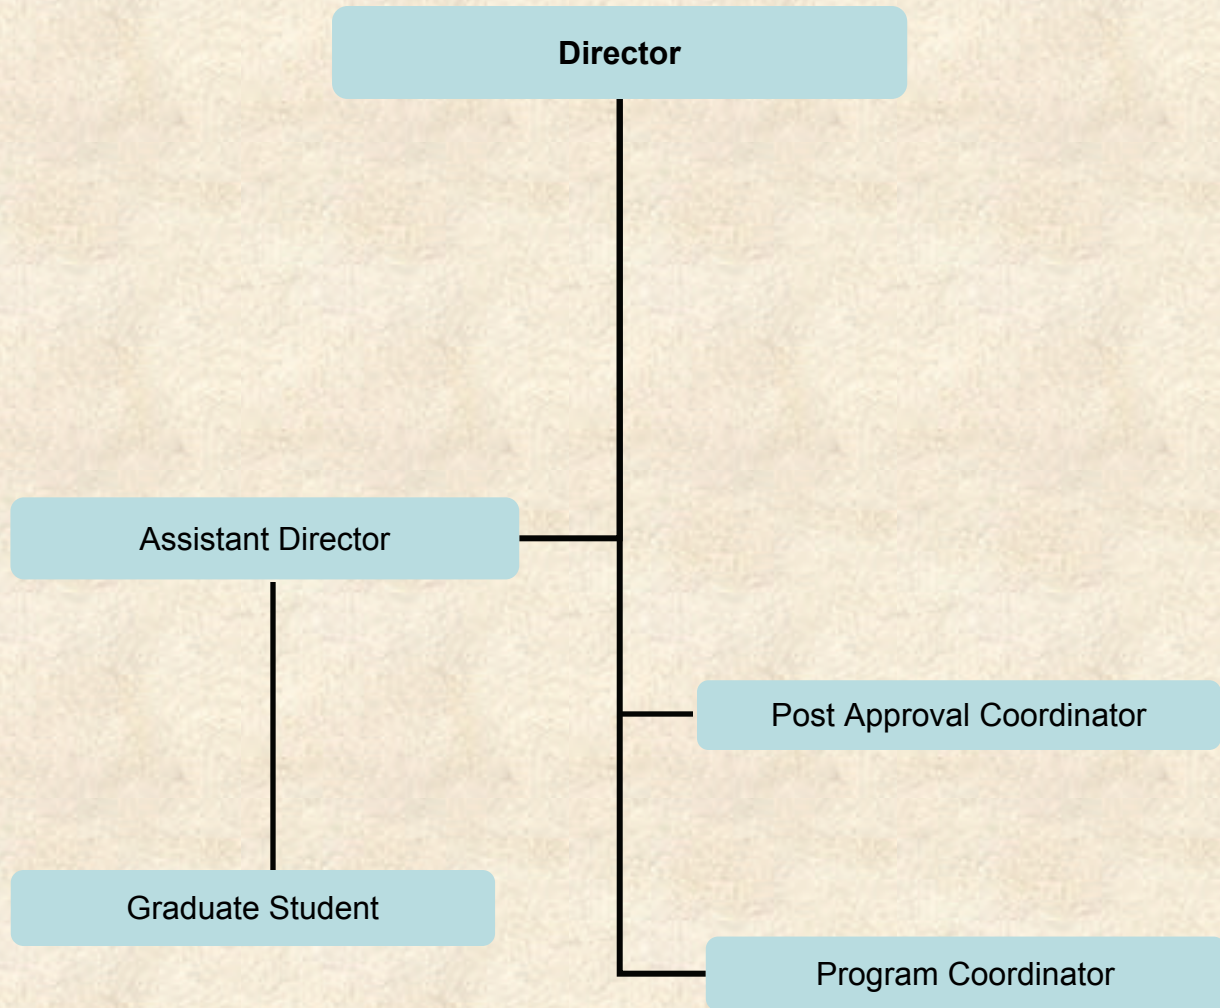 Director
Assistant Director
Post Approval Coordinator
Graduate Student
Program Coordinator